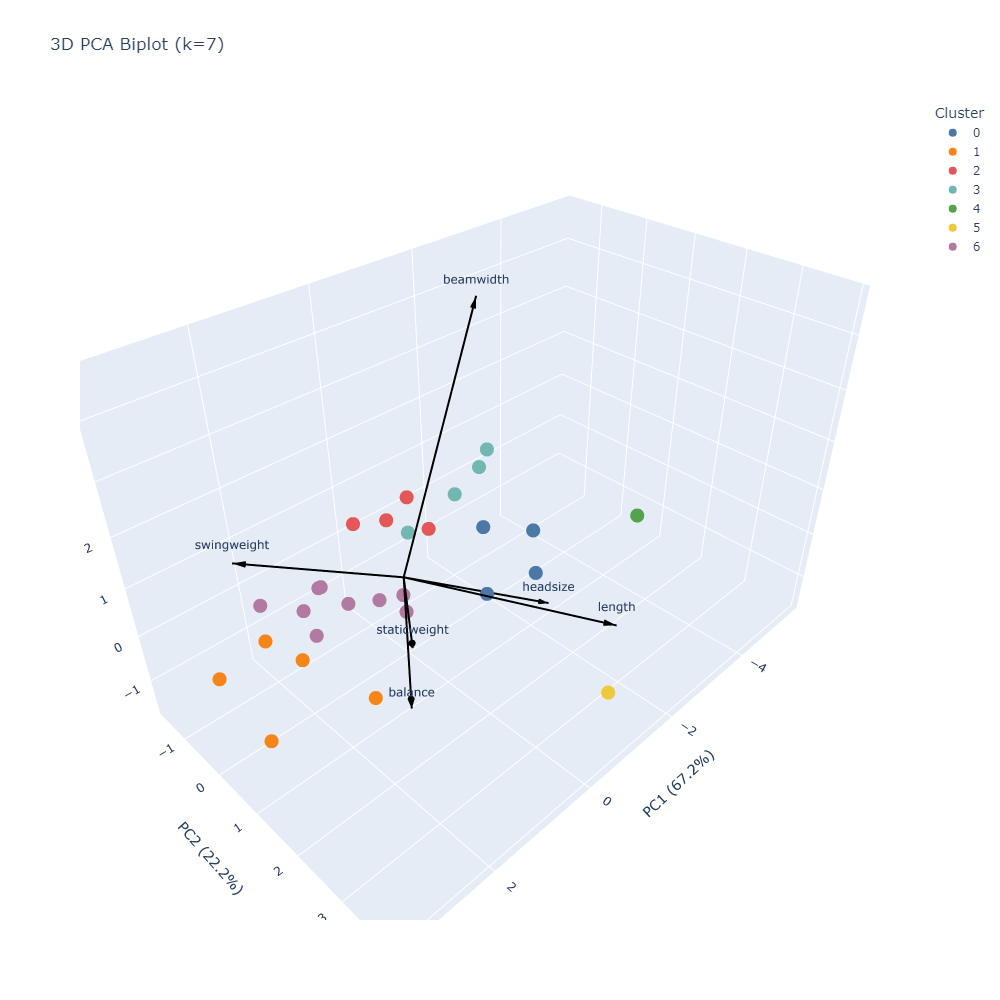 3D PCA Biplot (k=7)
Cluster
0
1
2
3
4
5
6
beamwidth
swingweight
headsize
length
staticweight
balance
2
1
0
−1
−1
0
1
2
3
PC2 (22.2%)
−4
−2
0
2
PC1 (67.2%)